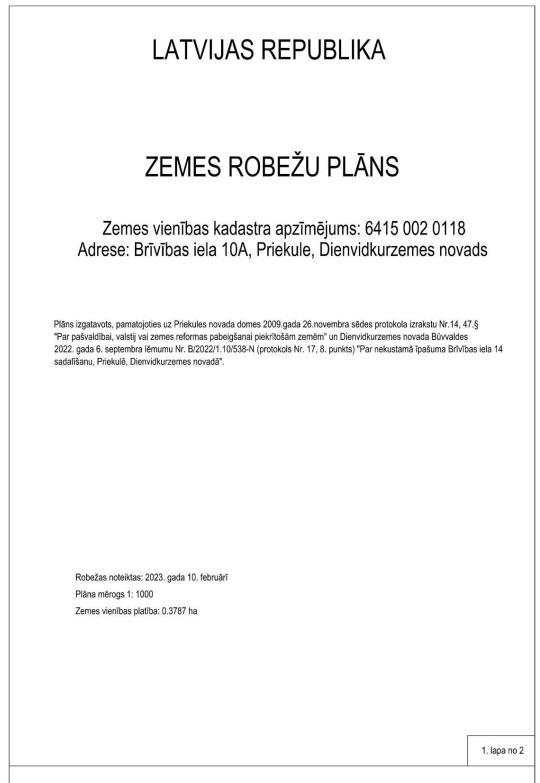 LATVIJAS REPUBLIKA
ZEMES ROBEŽU PLĀNS
Zemes vienības kadastra apzīmējums: 6415 002 0118
Adrese: Brīvības iela 10A, Priekule, Dienvidkurzemes novads
Plāns izgatavots, pamatojoties uz Priekules novada domes 2009.gada 26.novembra sēdes protokola izrakstu Nr.14, 47.§
"Par pašvaldībai, valstij vai zemes reformas pabeigšanai piekrītošām zemēm" un Dienvidkurzemes novada Būvvaldes
2022. gada 6. septembra lēmumu Nr. B/2022/1.10/538-N (protokols Nr. 17, 8. punkts) "Par nekustamā īpašuma Brīvības iela 14
sadalīšanu, Priekulē, Dienvidkurzemes novadā".
Robežas noteiktas: 2023. gada 10. februārī
Plāna mērogs 1: 1000
Zemes vienības platība: 0.3787 ha
1. lapa no 2